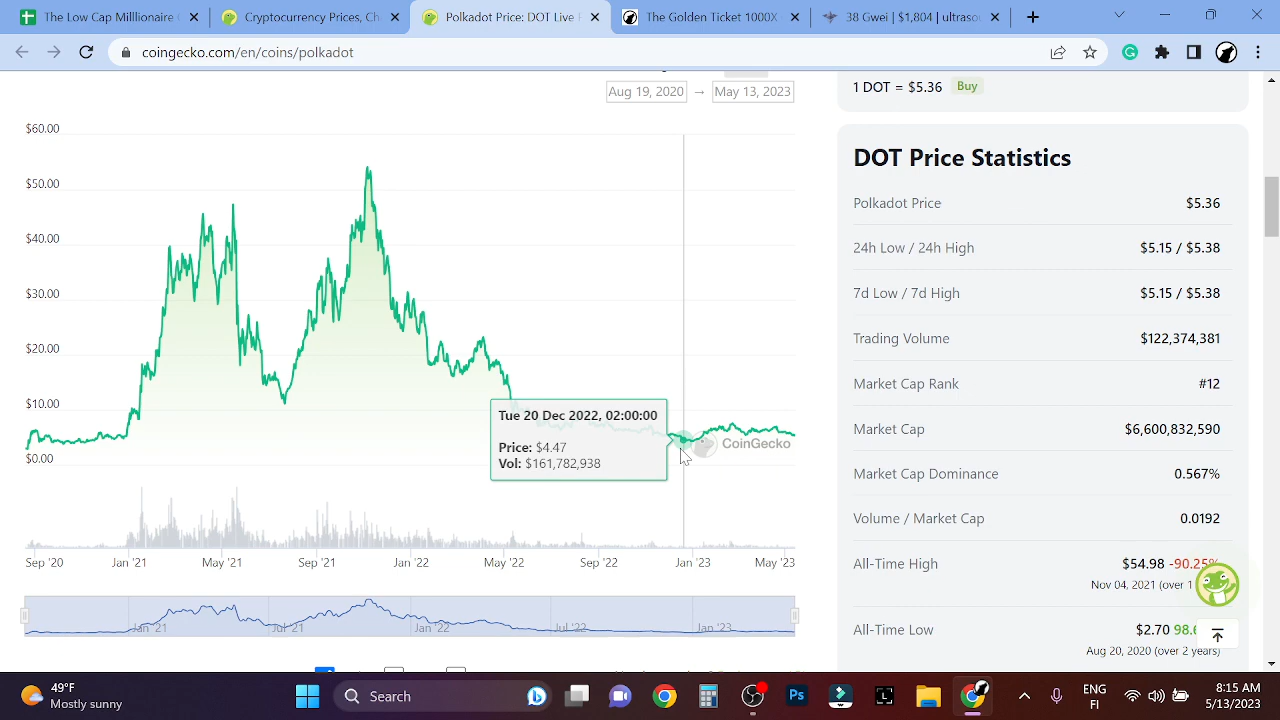 The Low Cap Millionaire
Cryptocurrency Prices
Polkadot Price: DOT Live
The Golden 1000X
38 Gwei | $1,80
ultraso
coingecko.com/en/coins/polkadot
Aug 19, 2020 → May 13, 2023
$60.00
$50.00
$40.00
$30.00
$20.00
$10.00
$0.00
Tue 20 Dec 2022, 02:00:00
Price: $4.47
Vol: $161,782,938
CoinGecko
Sep '20 Jan '21 May '21 Sep '21 Jan '22 May '22 Sep '22 Jan '23 May '23
Jan '21 Jul '21 Jan '22 Jul '22 Jan '23
1 DOT = $5.36 Buy
DOT Price Statistics
Polkadot Price $5.36
24h Low / 24h High $5.15 / $5.38
7d Low / 7d High $5.15 / $5.38
Trading Volume $122,374,381
Market Cap Rank #12
Market Cap $6,600,832,590
Market Cap Dominance 0.567%
Volume / Market Cap 0.0192
All-Time High $54.98 -90.25%
Nov 04, 2021 (over 1
All-Time Low $2.70 98.6
Aug 20, 2020 (over 2 years)
49°F
Mostly sunny
Search
ENG
FI
8:15 AM
5/13/2023